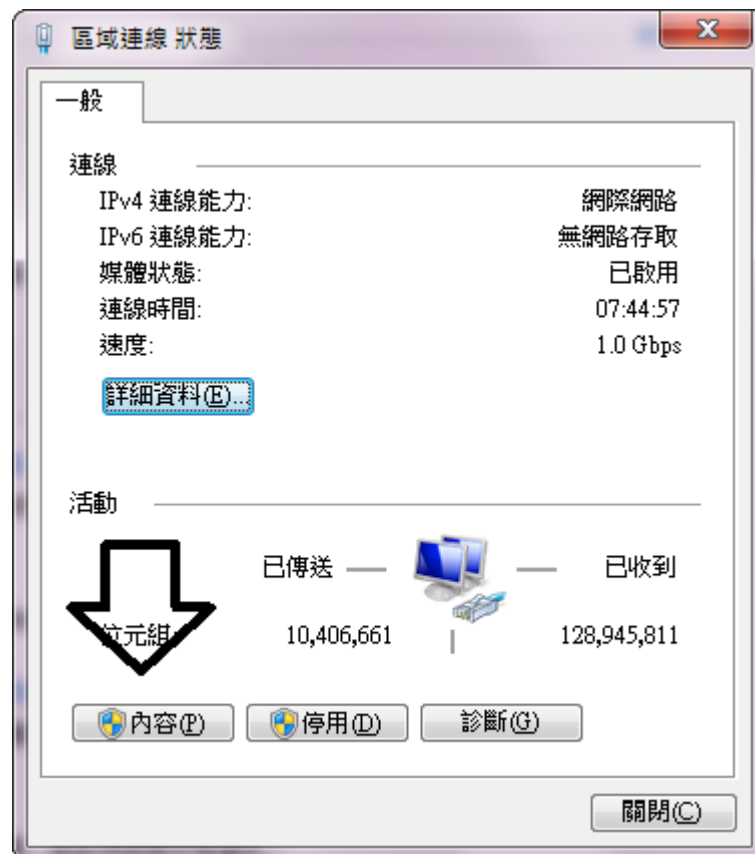 區域連線 狀態
一般
連線
IPv4 連線能力: 網際網路
IPv6 連線能力: 無網路存取
媒體狀態: 已啟用
連線時間: 07:44:57
速度: 1.0 Gbps
詳細資料(E)...
活動
已傳送 已收到
位元組: 10,406,661 128,945,811
內容(P) 停用(D) 診斷(G)
關閉(C)